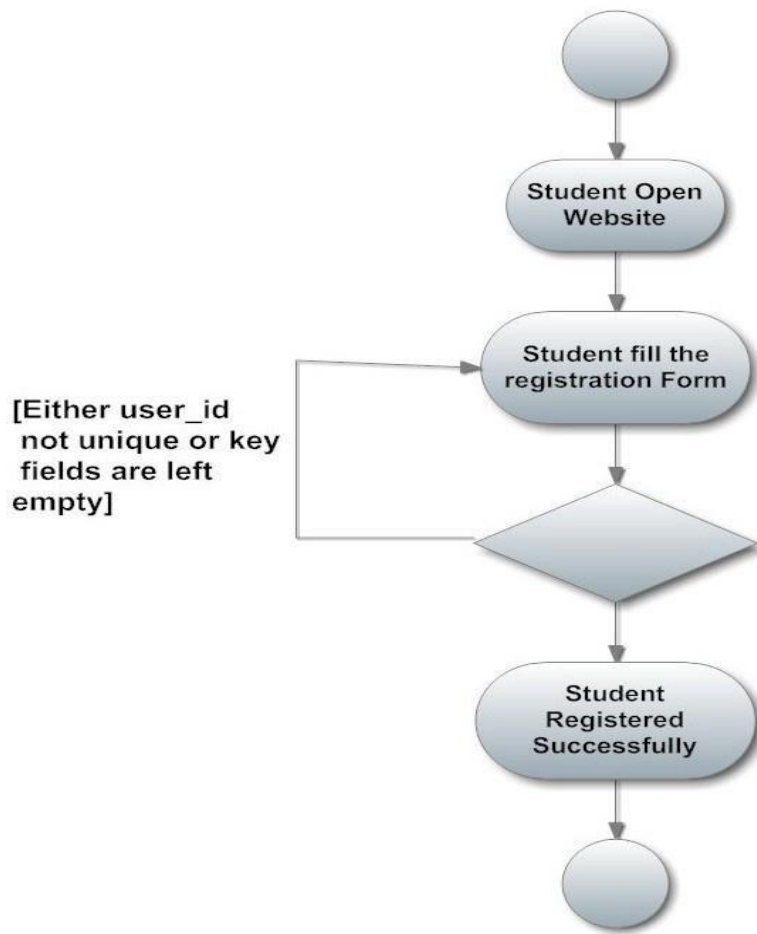 Student Open
Website
Student fill the
registration Form
[Either user_id
not unique or key
fields are left
empty]
Student
Registered
Successfully